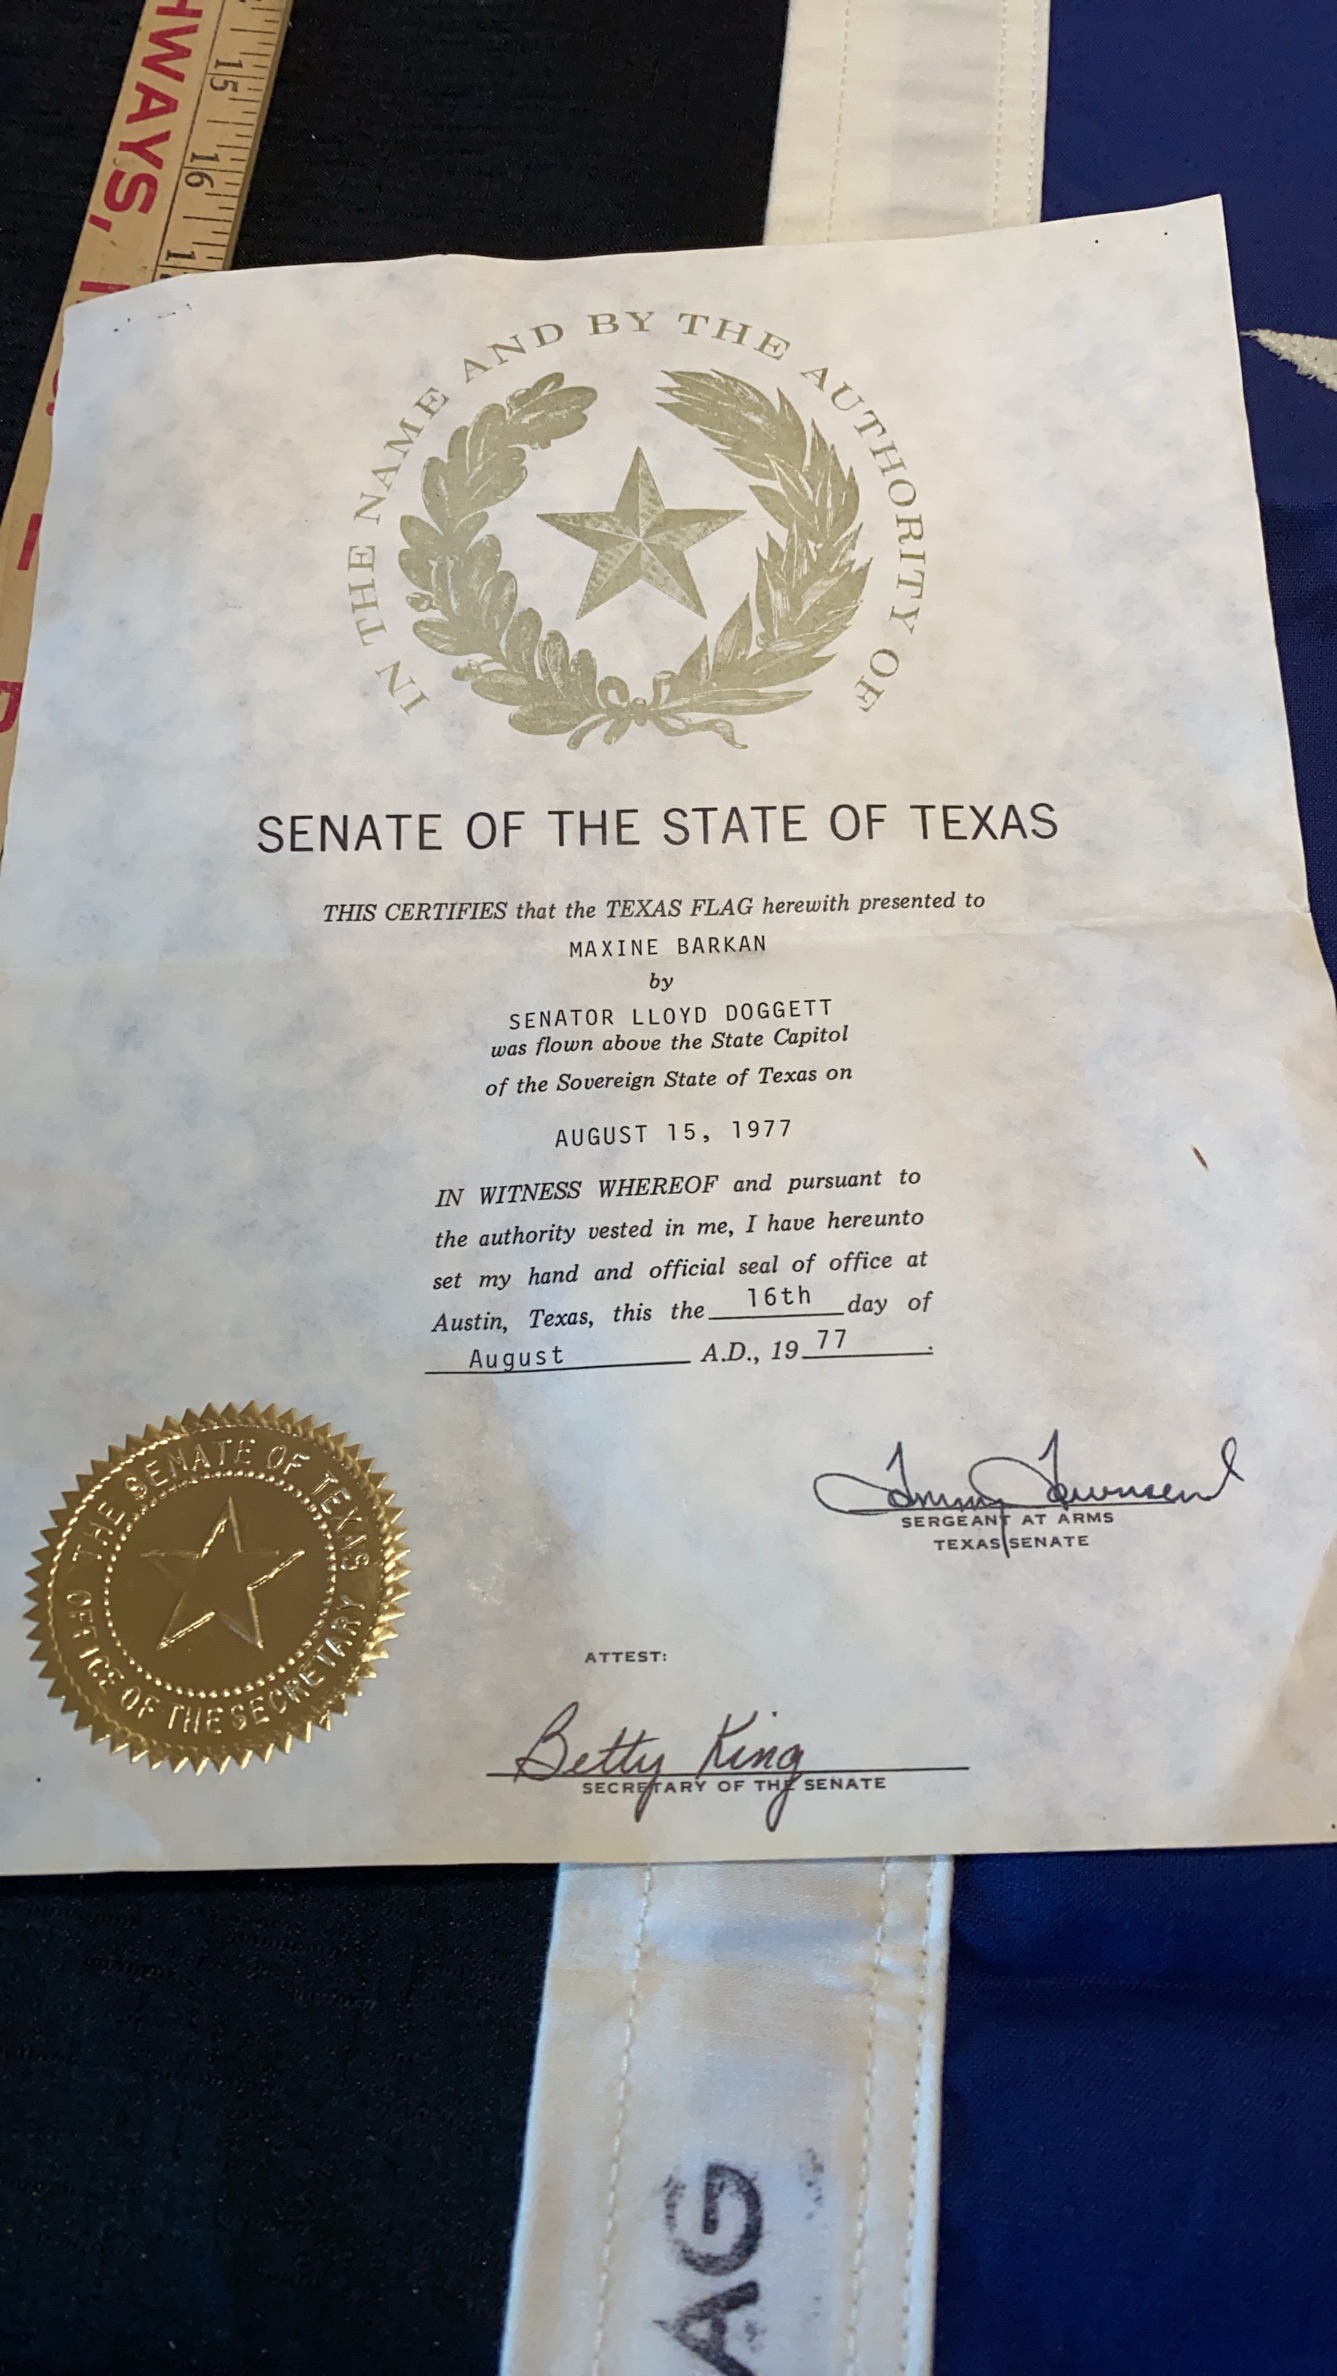 HWAYS,
15
16
IN THE NAME AND BY THE AUTHORITY OF
SENATE OF THE STATE OF TEXAS
THIS CERTIFIES that the TEXAS FLAG herewith presented to
MAXINE BARKAN
by
SENATOR LLOYD DOGGETT
was flown above the State Capitol
of the Sovereign State of Texas on
AUGUST 15, 1977
IN WITNESS WHEREOF and pursuant to
the authority vested in me, I have hereunto
set my hand and official seal of office at
Austin, Texas, this the 16th day of
August A.D., 19 77.
THE SENATE OF TEXAS
OFFICE OF THE SECRETARY
Tommy Townsend
SERGEANT AT ARMS
TEXAS SENATE
ATTEST:
Betty King
SECRETARY OF THE SENATE
AG